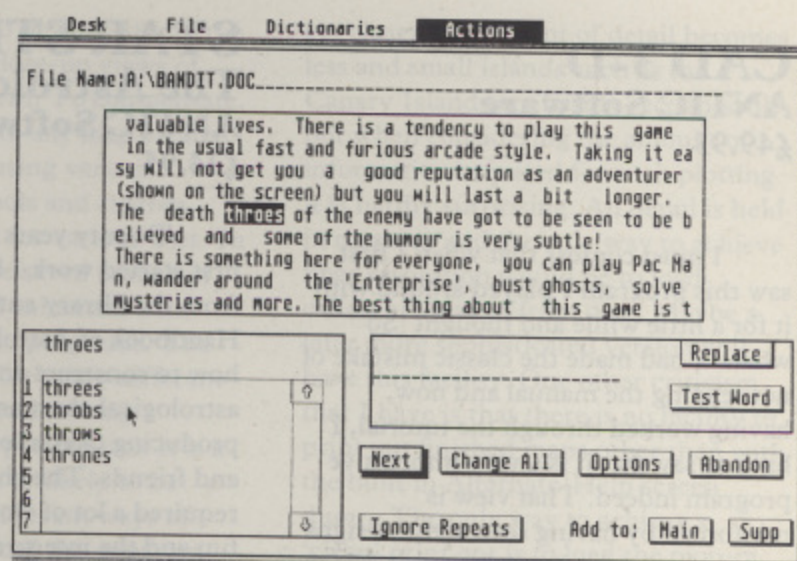 Desk File Dictionaries Actions
File Name:A:\BANDIT.DOC
valuable lives. There is a tendency to play this game
in the usual fast and furious arcade style. Taking it ea
sy will not get you a good reputation as an adventurer
(shown on the screen) but you will last a bit longer.
The death throes of the enemy have got to be seen to be b
elieved and some of the humour is very subtle!
There is something here for everyone, you can play Pac Ma
n, wander around the 'Enterprise', bust ghosts, solve
mysteries and more. The best thing about this game is t
throes
Replace
1 threes
2 throbs
3 throws
4 thrones
5
6
7
Test Word
Next Change All Options Abandon
Ignore Repeats Add to: Main Supp